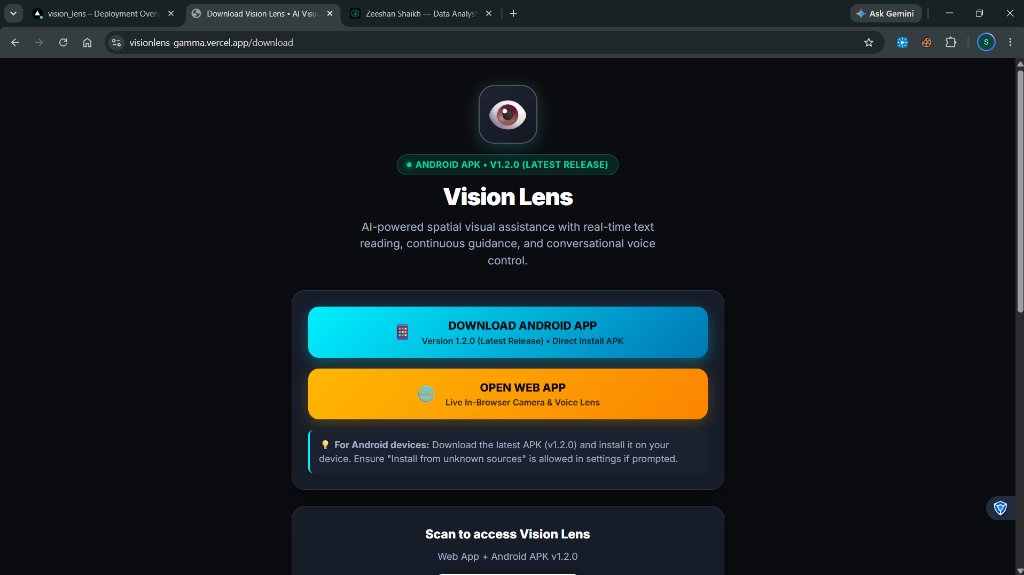 vision_lens – Deployment Over
Download Vision Lens • AI Visu
Zeeshan Shaikh — Data Analys
Ask Gemini
visionlens gamma.vercel.app/download
S
ANDROID APK • V1.2.0 (LATEST RELEASE)
Vision Lens
AI-powered spatial visual assistance with real-time text
reading, continuous guidance, and conversational voice
control.
DOWNLOAD ANDROID APP
Version 1.2.0 (Latest Release) • Direct Install APK
OPEN WEB APP
Live In-Browser Camera & Voice Lens
For Android devices: Download the latest APK (v1.2.0) and install it on your
device. Ensure "Install from unknown sources" is allowed in settings if prompted.
Scan to access Vision Lens
Web App + Android APK v1.2.0